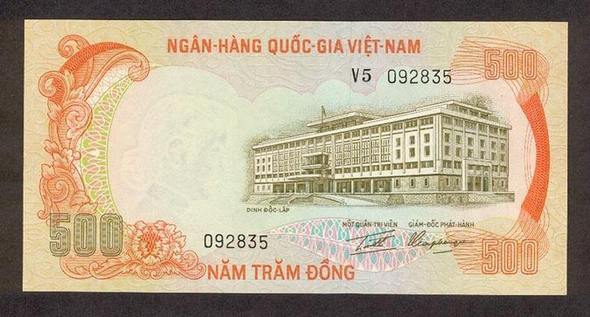 NGÂN-HÀNG QUỐC-GIA VIỆT-NAM
V5 092835
500
DINH ĐỘC-LẬP
MỘT QUẢN-TRỊ VIÊN
GIÁM-ĐỐC PHÁT-HÀNH
500
092835
500
NĂM TRĂM ĐỒNG